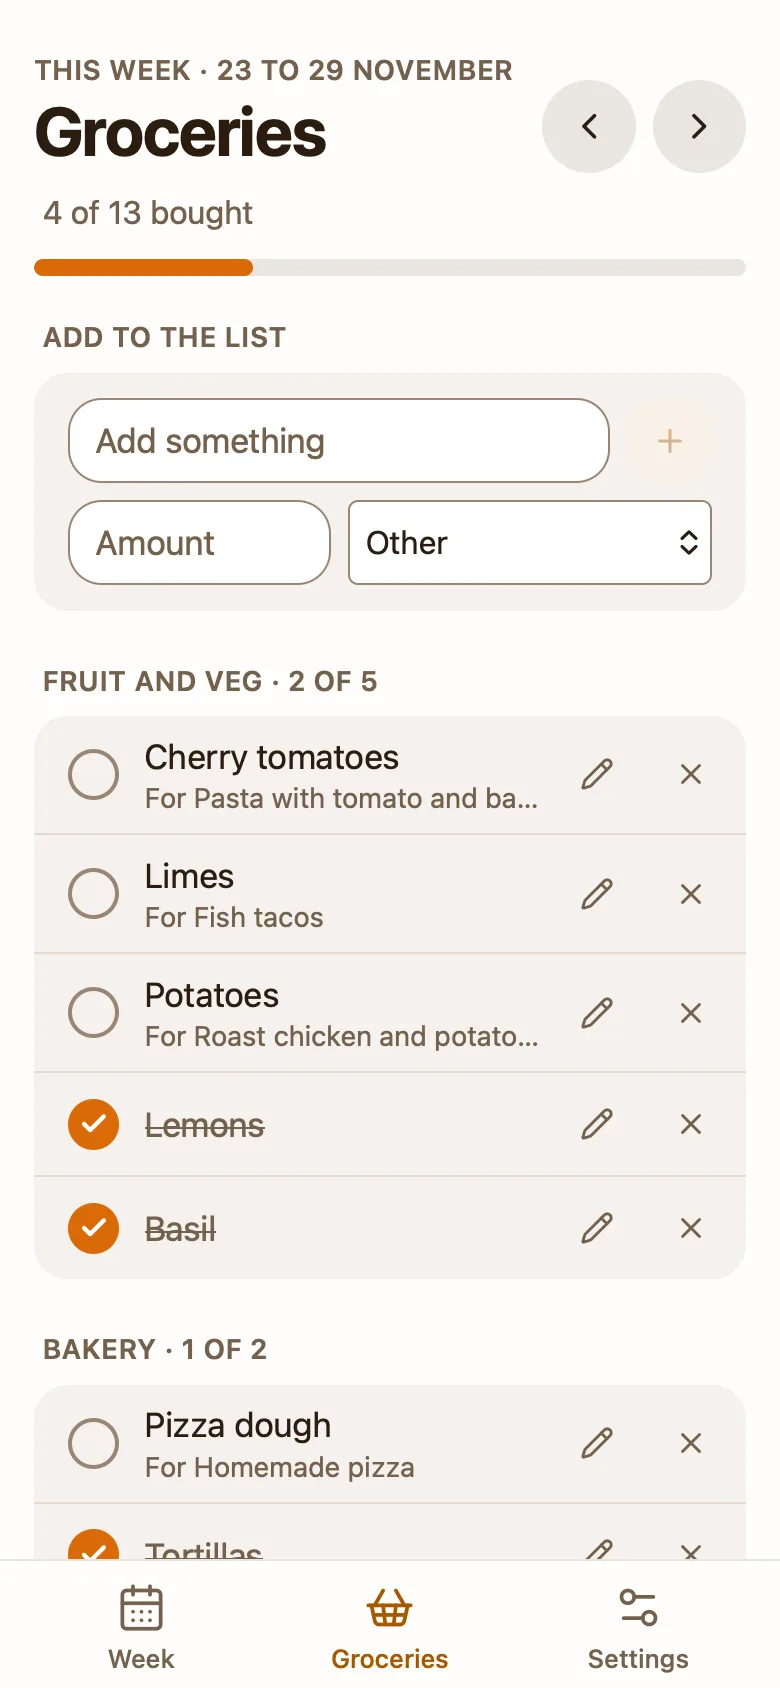 THIS WEEK · 23 TO 29 NOVEMBER
Groceries
4 of 13 bought
ADD TO THE LIST
Add something
Amount
Other
FRUIT AND VEG · 2 OF 5
Cherry tomatoes
For Pasta with tomato and ba...
Limes
For Fish tacos
Potatoes
For Roast chicken and potato...
Lemons
Basil
BAKERY · 1 OF 2
Pizza dough
For Homemade pizza
Tortillas
Week
Groceries
Settings